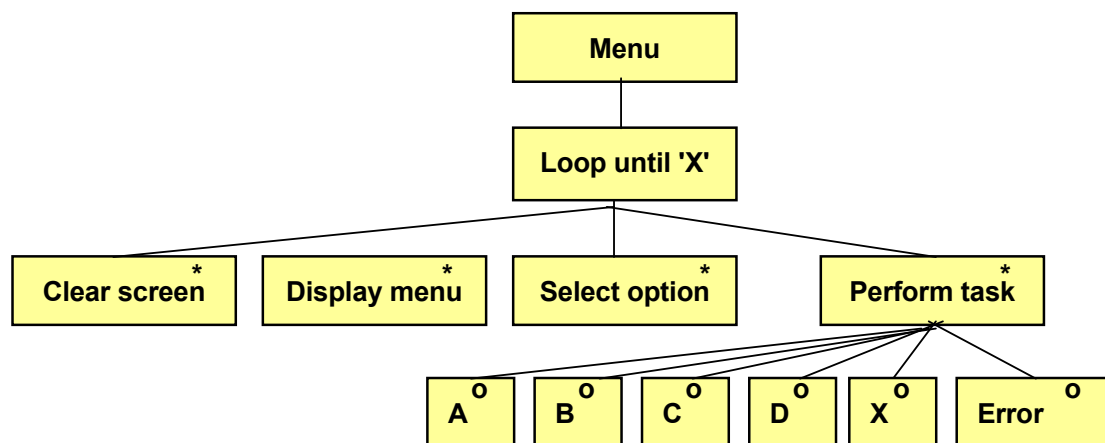 Menu
Loop until 'X'
Clear screen*
Display menu*
Select option*
Perform task*
A o
B o
C o
D o
X o
Error o